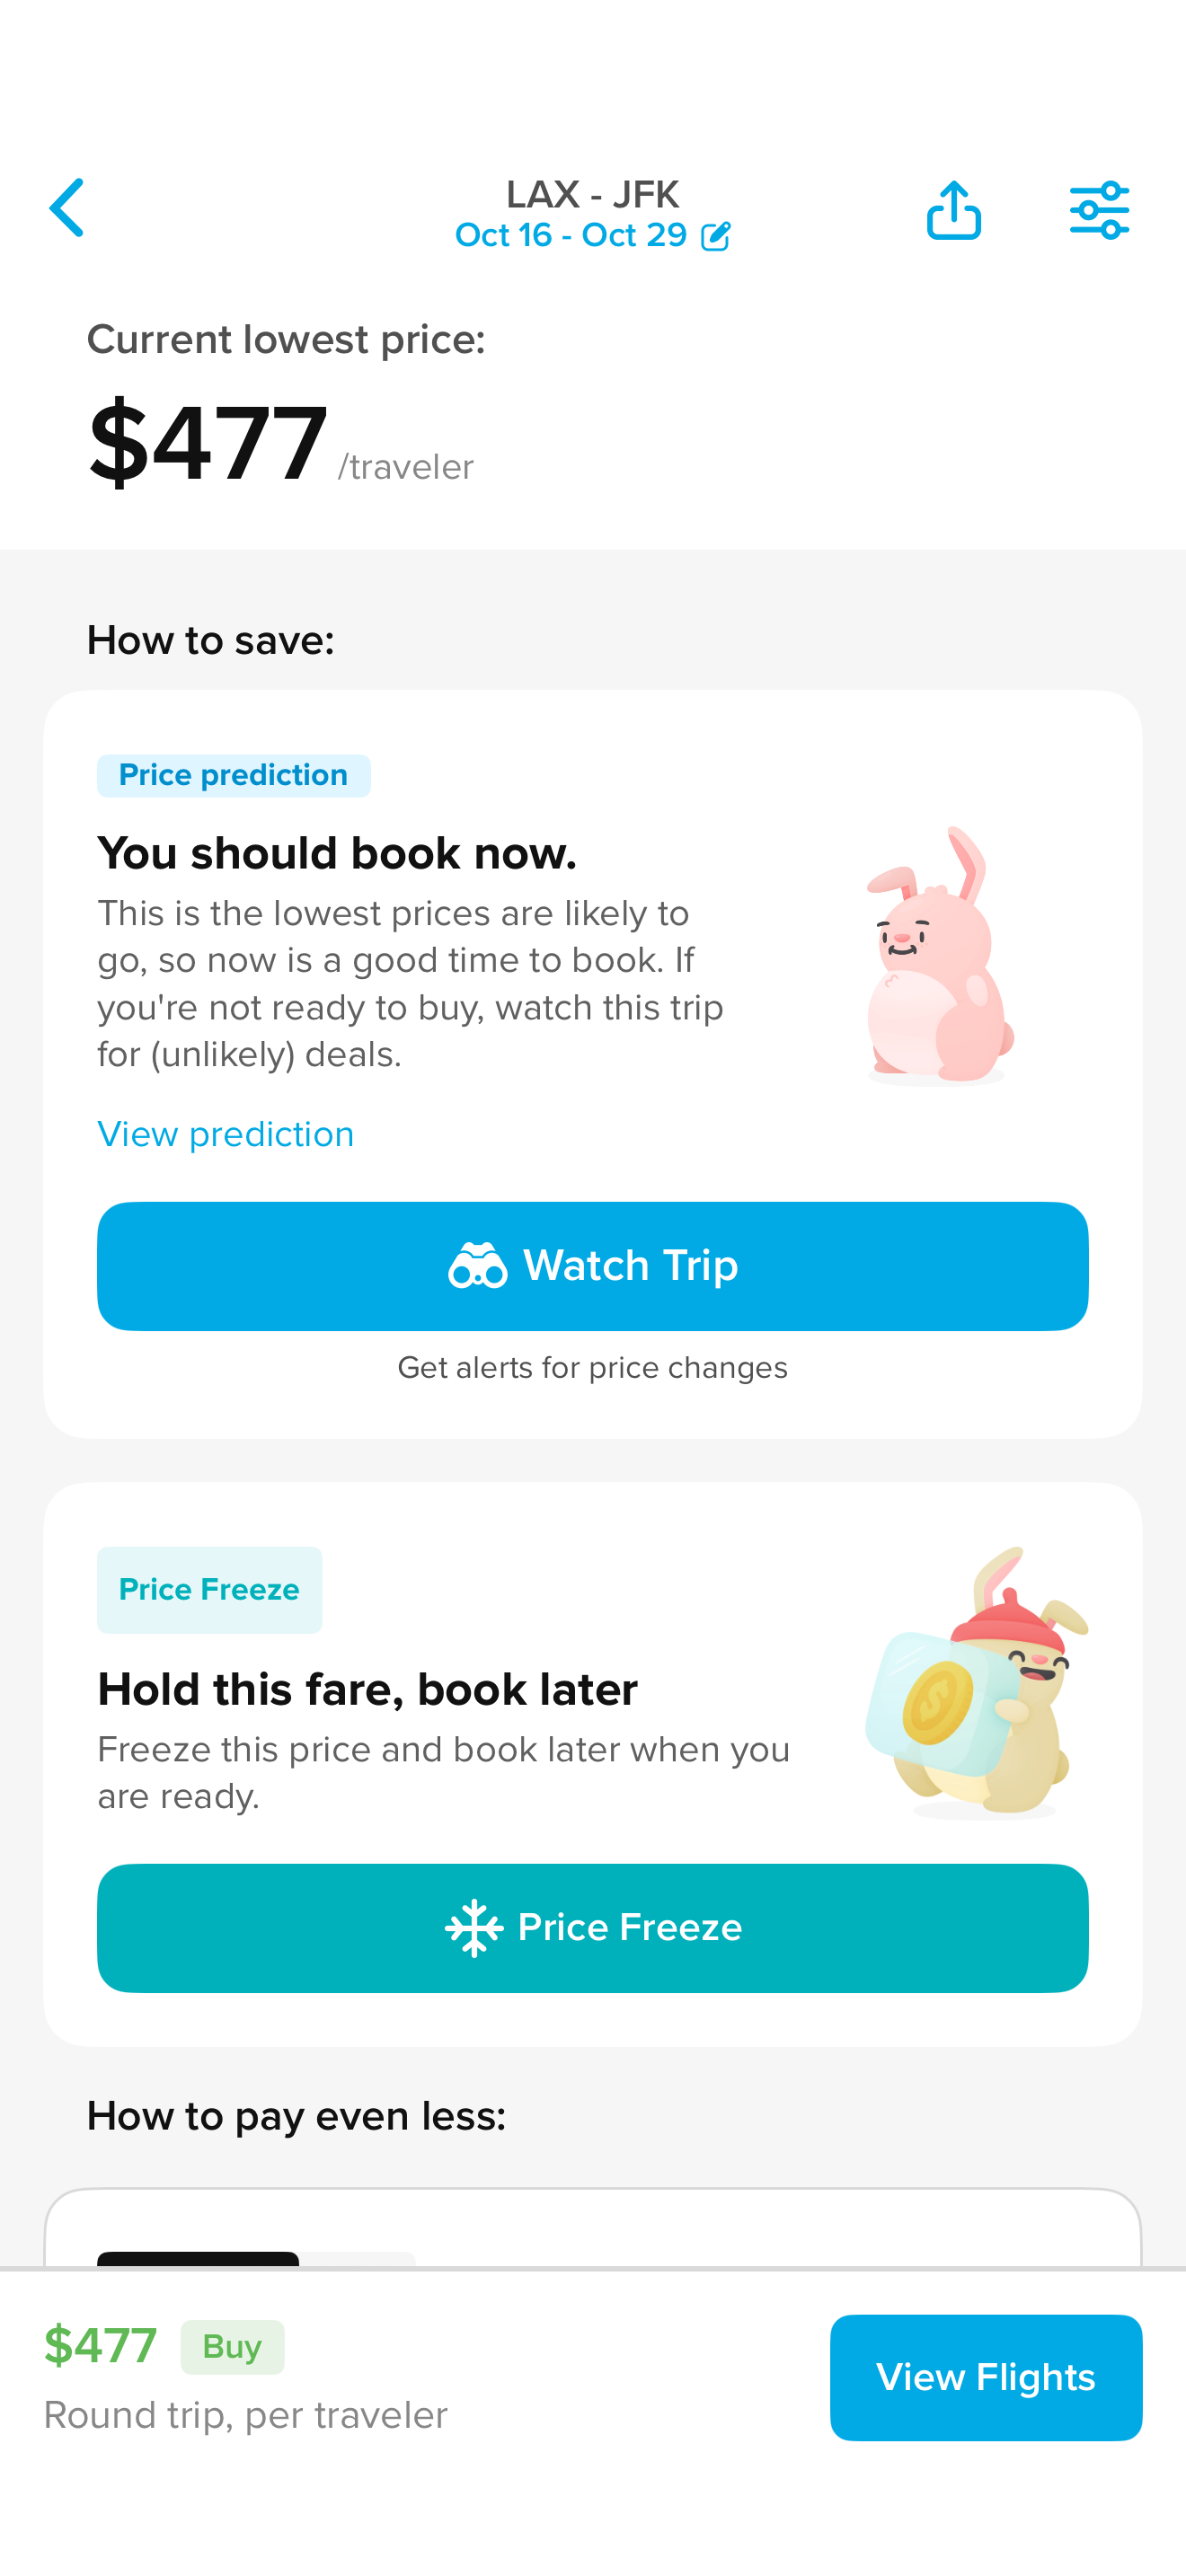 LAX - JFK
Oct 16 - Oct 29
Current lowest price:
$477 /traveler
How to save:
Price prediction
You should book now.
This is the lowest prices are likely to
go, so now is a good time to book. If
you're not ready to buy, watch this trip
for (unlikely) deals.
View prediction
Watch Trip
Get alerts for price changes
Price Freeze
Hold this fare, book later
Freeze this price and book later when you
are ready.
Price Freeze
How to pay even less:
$477 Buy
Round trip, per traveler
View Flights